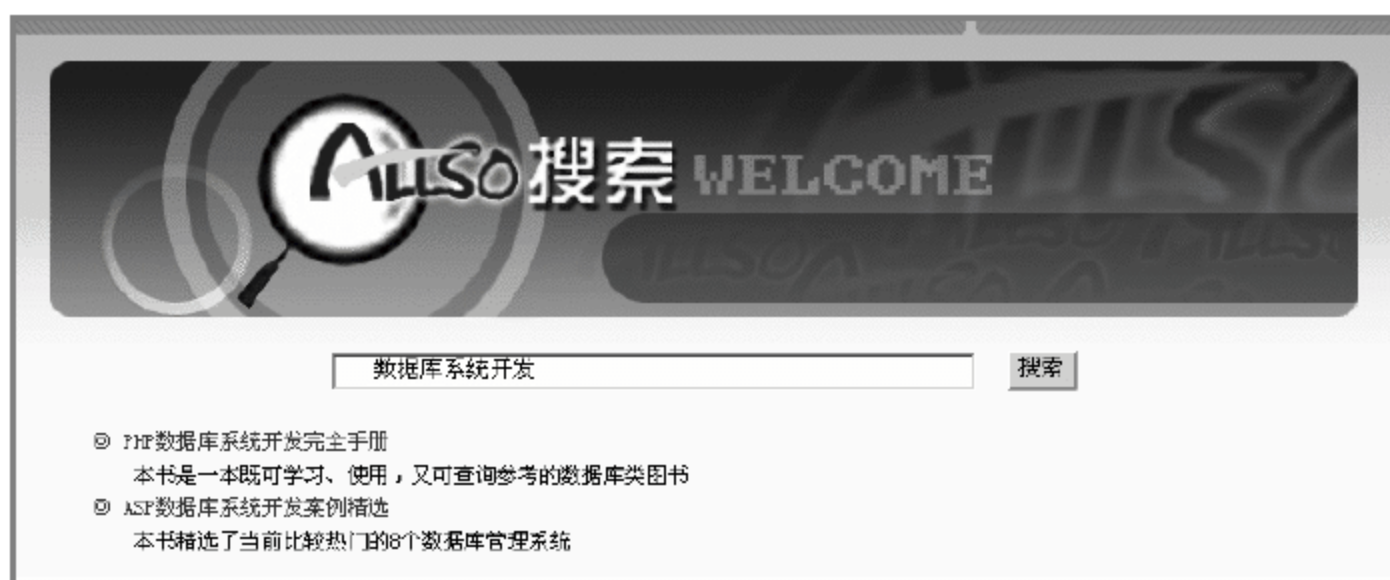 ALLSO搜索 WELCOME
数据库系统开发
搜索
PHP数据库系统开发完全手册
本书是一本既可学习、使用，又可查询参考的数据库类图书
ASP数据库系统开发案例精选
本书精选了当前比较热门的8个数据库管理系统